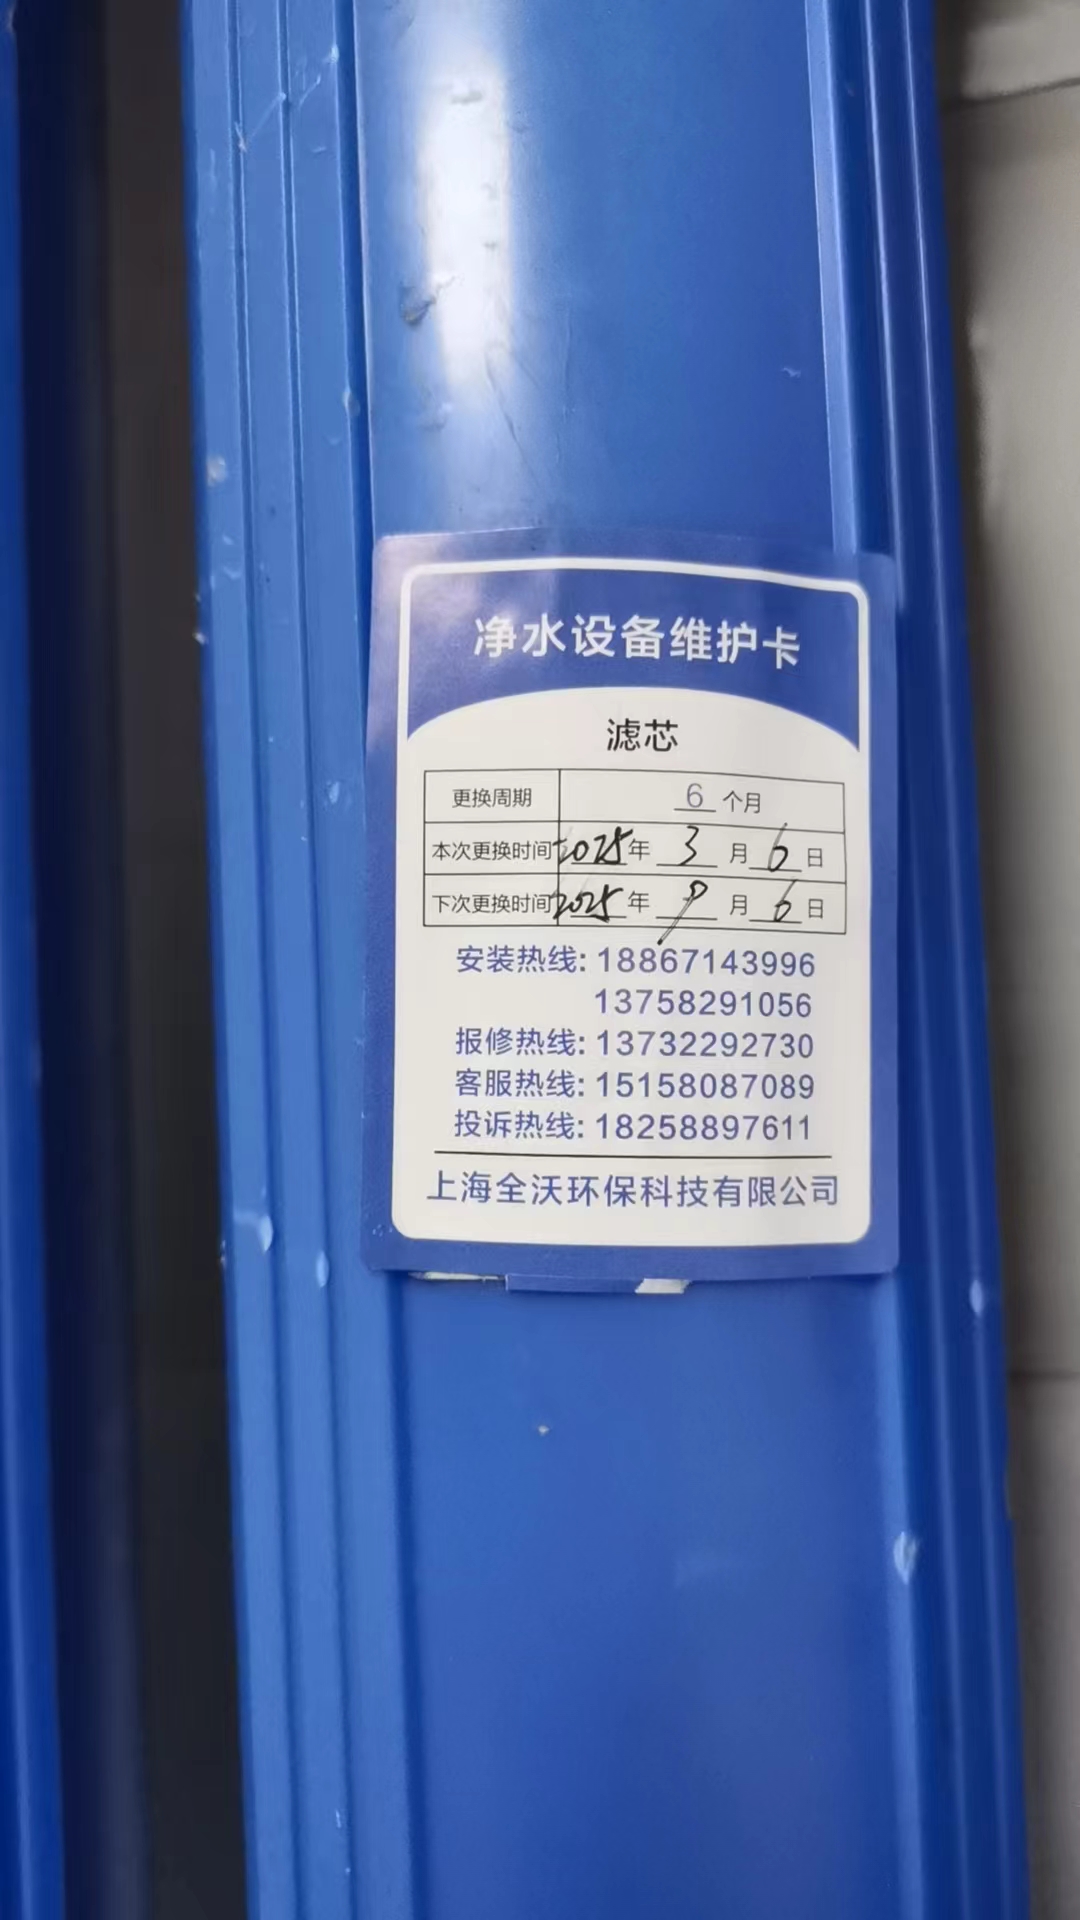 净水设备维护卡
滤芯
更换周期 6 个月
本次更换时间 2025 年 3 月 6 日
下次更换时间 2025 年 9 月 6 日
安装热线: 18867143996
13758291056
报修热线: 13732292730
客服热线: 15158087089
投诉热线: 18258897611
上海全沃环保科技有限公司